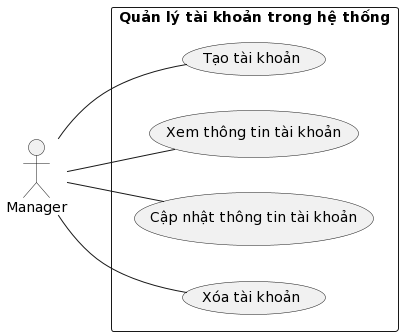 Quản lý tài khoản trong hệ thống
Tạo tài khoản
Xem thông tin tài khoản
Manager
Cập nhật thông tin tài khoản
Xóa tài khoản